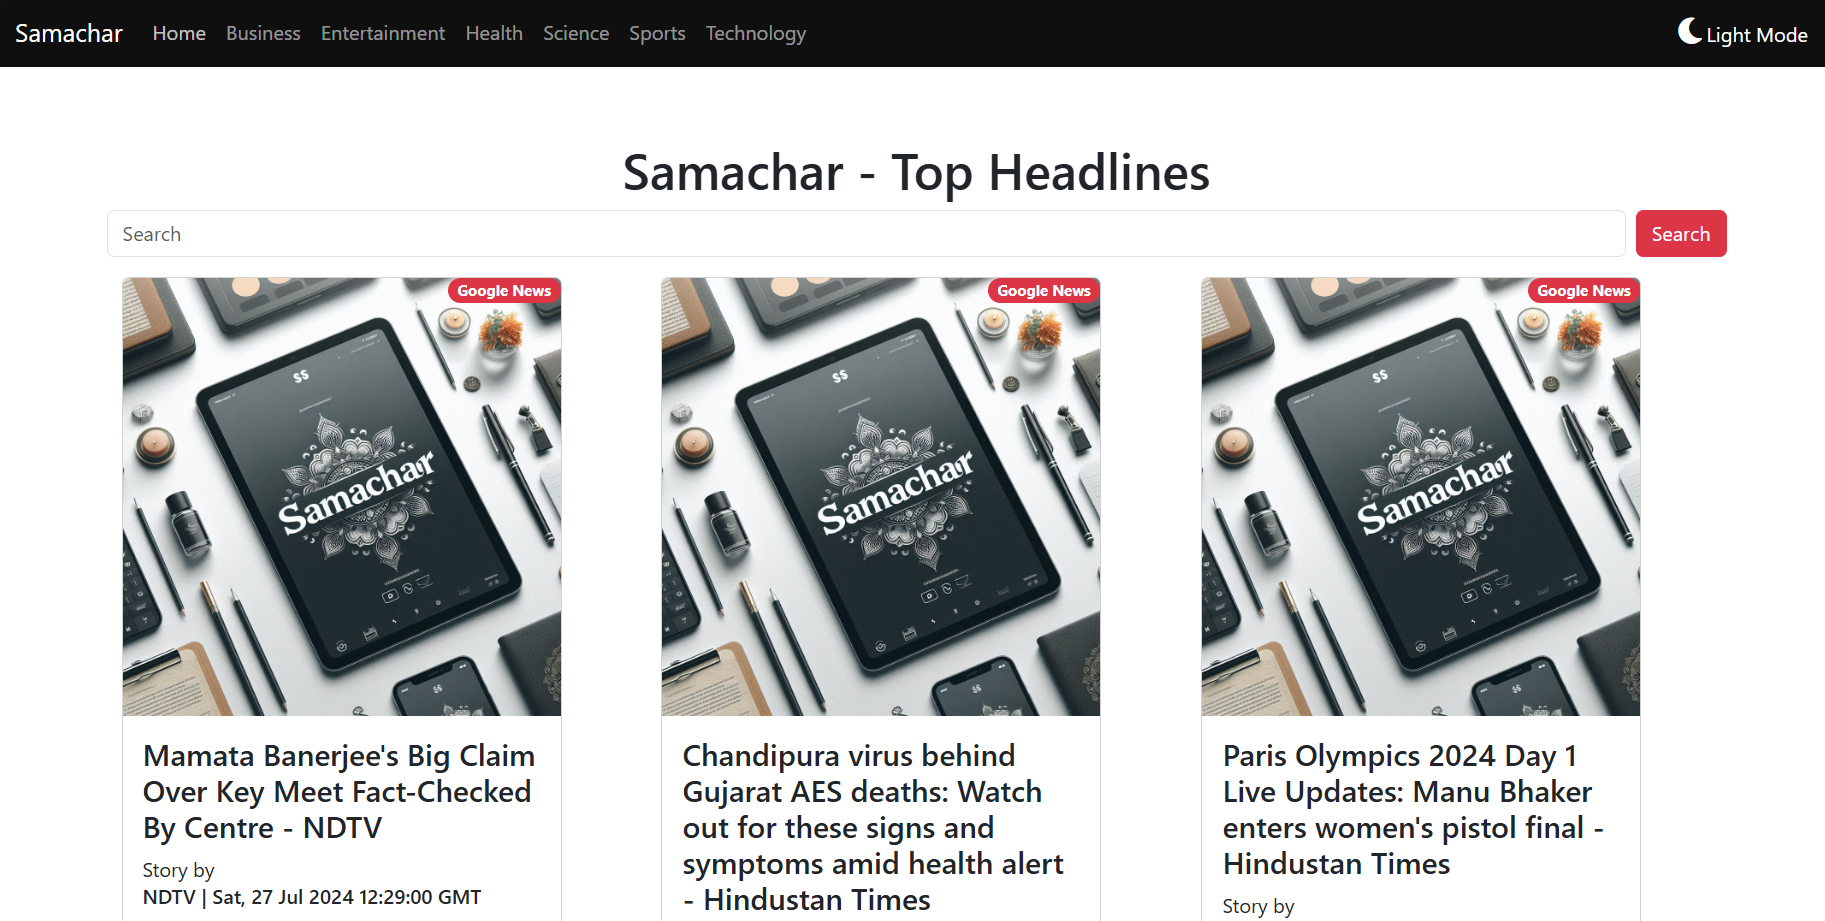 Samachar Home Business Entertainment Health Science Sports Technology Light Mode
Samachar - Top Headlines
Search Search
Google News
$$
Samachar
$$
Mamata Banerjee's Big Claim
Over Key Meet Fact-Checked
By Centre - NDTV
Story by
NDTV | Sat, 27 Jul 2024 12:29:00 GMT
Google News
$$
Samachar
$$
Chandipura virus behind
Gujarat AES deaths: Watch
out for these signs and
symptoms amid health alert
- Hindustan Times
Google News
$$
Samachar
$$
Paris Olympics 2024 Day 1
Live Updates: Manu Bhaker
enters women's pistol final -
Hindustan Times
Story by